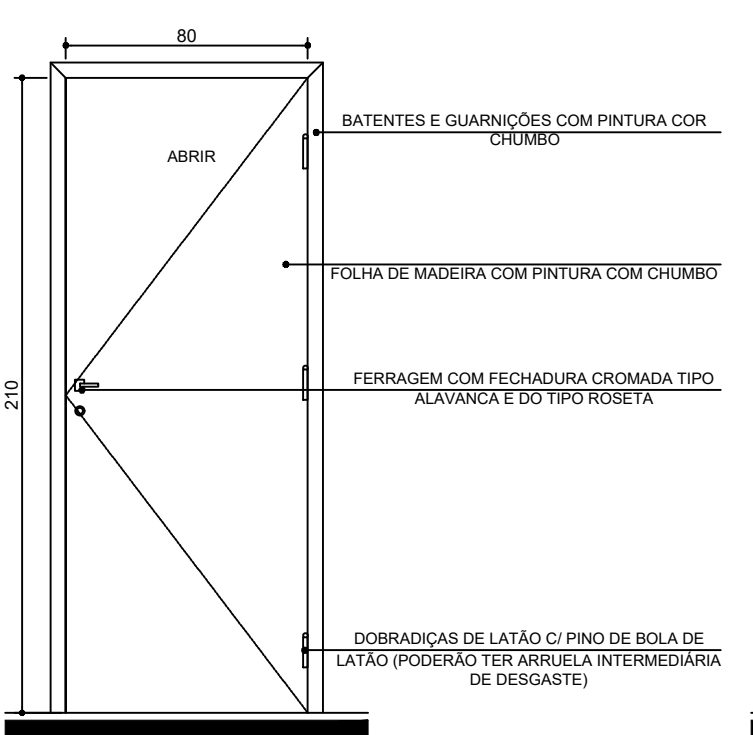 80
BATENTES E GUARNIÇÕES COM PINTURA COR
CHUMBO
ABRIR
FOLHA DE MADEIRA COM PINTURA COM CHUMBO
210
FERRAGEM COM FECHADURA CROMADA TIPO
ALAVANCA E DO TIPO ROSETA
DOBRADIÇAS DE LATÃO C/ PINO DE BOLA DE
LATÃO (PODERÃO TER ARRUELA INTERMEDIÁRIA
DE DESGASTE)